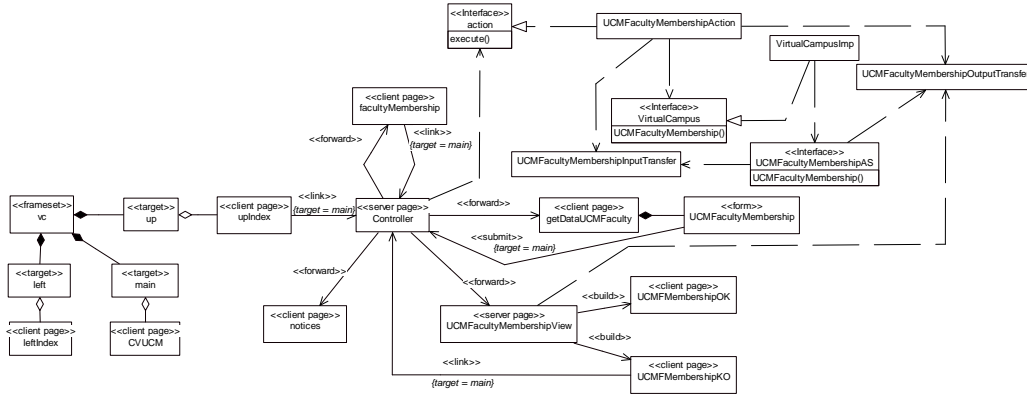 <<Interface>>
action
execute()
UCMFacultyMembershipAction
VirtualCampusImp
UCMFacultyMembershipOutputTransfer
<<client page>>
facultyMembership
<<Interface>>
VirtualCampus
UCMFacultyMembership()
<<forward>>
<<link>>
{target = main}
UCMFacultyMembershipInputTransfer
<<Interface>>
UCMFacultyMembershipAS
UCMFacultyMembership()
<<frameset>>
vc
<<target>>
up
<<client page>>
upIndex
<<link>>
{target = main}
<<server page>>
Controller
<<forward>>
<<client page>>
getDataUCMFaculty
<<form>>
UCMFacultyMembership
<<submit>>
{target = main}
<<target>>
left
<<target>>
main
<<forward>>
<<forward>>
<<client page>>
notices
<<server page>>
UCMFacultyMembershipView
<<build>>
<<client page>>
UCMFMembershipOK
<<client page>>
leftIndex
<<client page>>
CVUCM
<<build>>
<<link>>
{target = main}
<<client page>>
UCMFMembershipKO